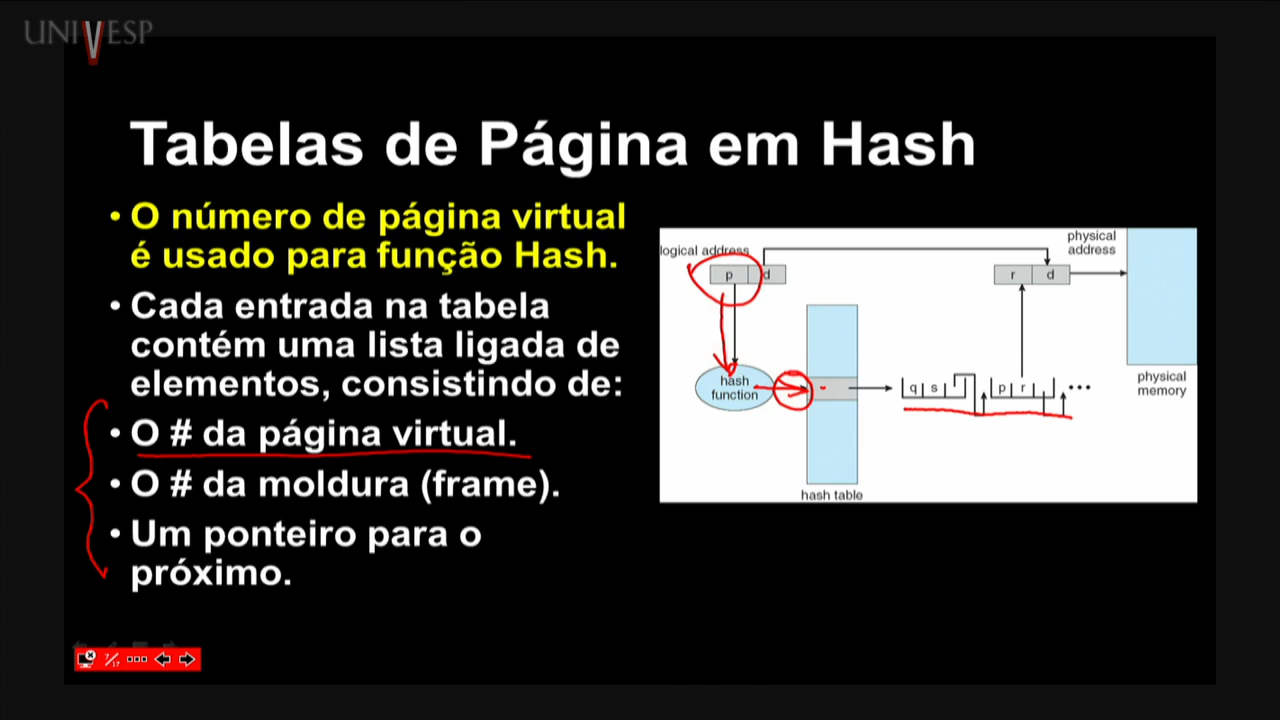 UNIVESP
Tabelas de Página em Hash
• O número de página virtual
é usado para função Hash.
• Cada entrada na tabela
contém uma lista ligada de
elementos, consistindo de:
• O # da página virtual.
• O # da moldura (frame).
• Um ponteiro para o
próximo.
logical address
p d
physical
address
r d
hash
function
q s
p r
•••
physical
memory
hash table
7/17